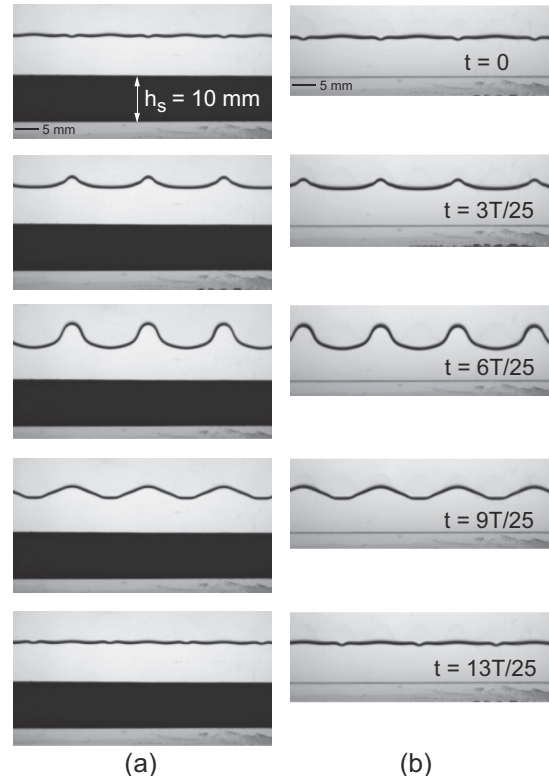 t = 0
h_s = 10 mm
5 mm
5 mm
t = 3T/25
t = 6T/25
t = 9T/25
t = 13T/25
(a)
(b)